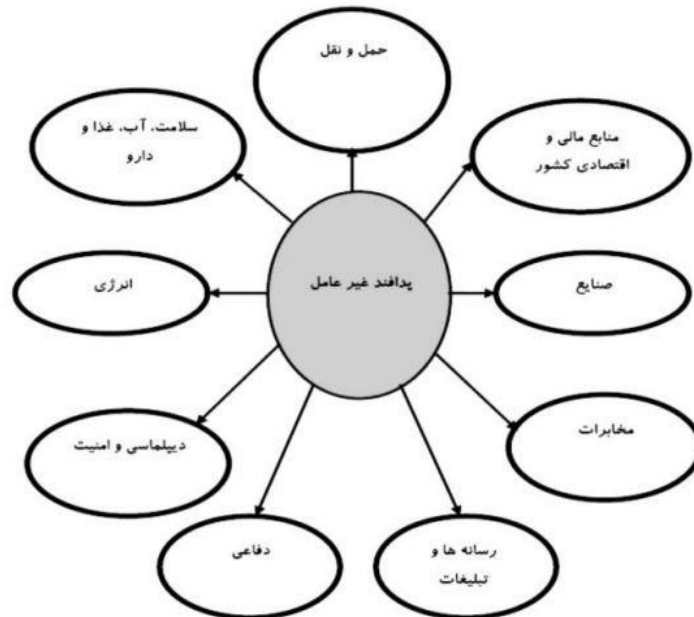 حمل و نقل
منابع مالی و
اقتصادی کشور
سلامت، آب، غذا و
دارو
پدافند غیر عامل
صنایع
انرژی
مخابرات
دیپلماسی و امنیت
رسانه ها و
تبلیغات
دفاعی